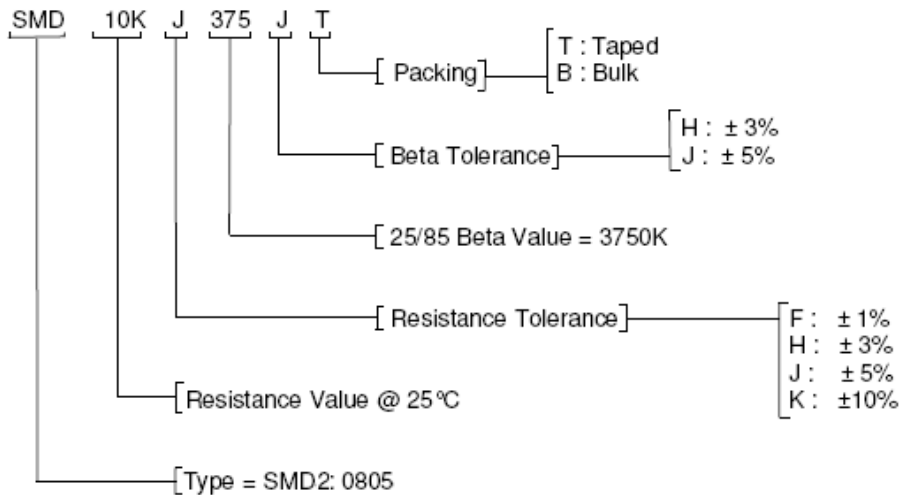 SMD 10K J 375 J T
T : Taped
[ Packing]
B : Bulk
H : ± 3%
[ Beta Tolerance]
J : ± 5%
[ 25/85 Beta Value = 3750K
[ Resistance Tolerance]
F : ± 1%
H : ± 3%
J : ± 5%
K : ±10%
[Resistance Value @ 25°C
[Type = SMD2: 0805